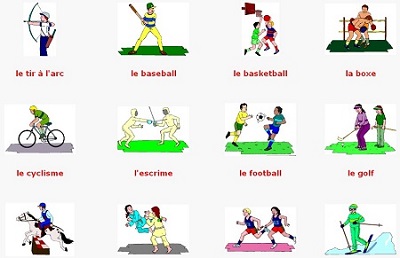 le tir à l'arc
le baseball
le basketball
la boxe
le cyclisme
l'escrime
le football
le golf